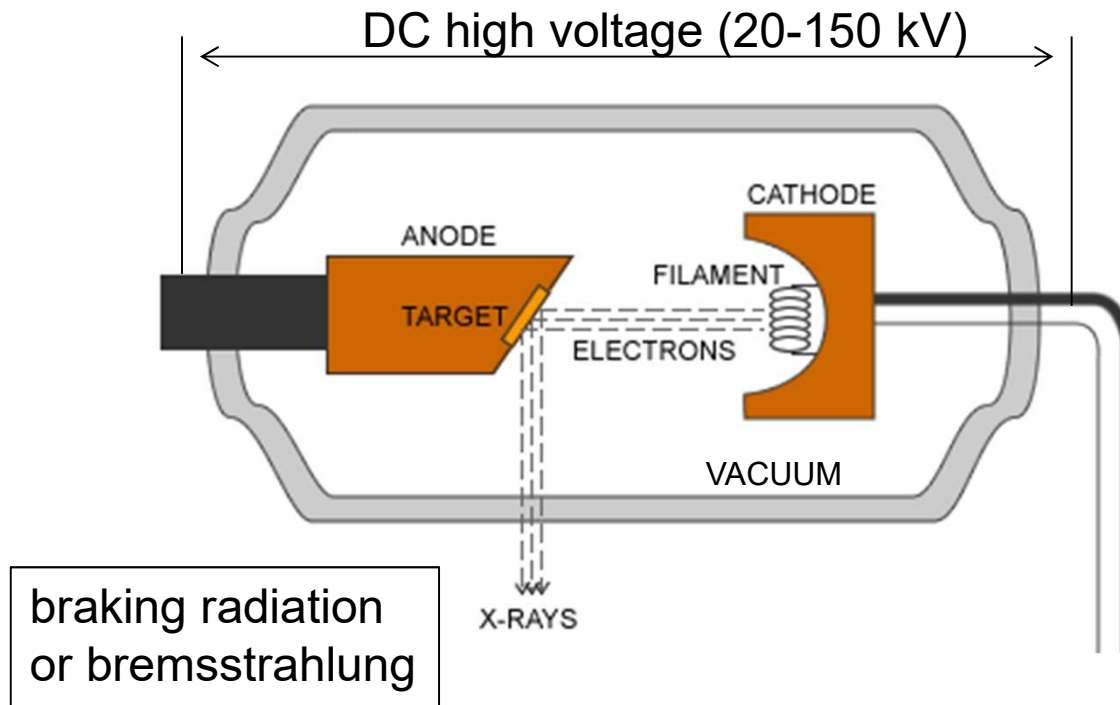 DC high voltage (20-150 kV)
CATHODE
ANODE
FILAMENT
TARGET
ELECTRONS
VACUUM
X-RAYS
braking radiation
or bremsstrahlung